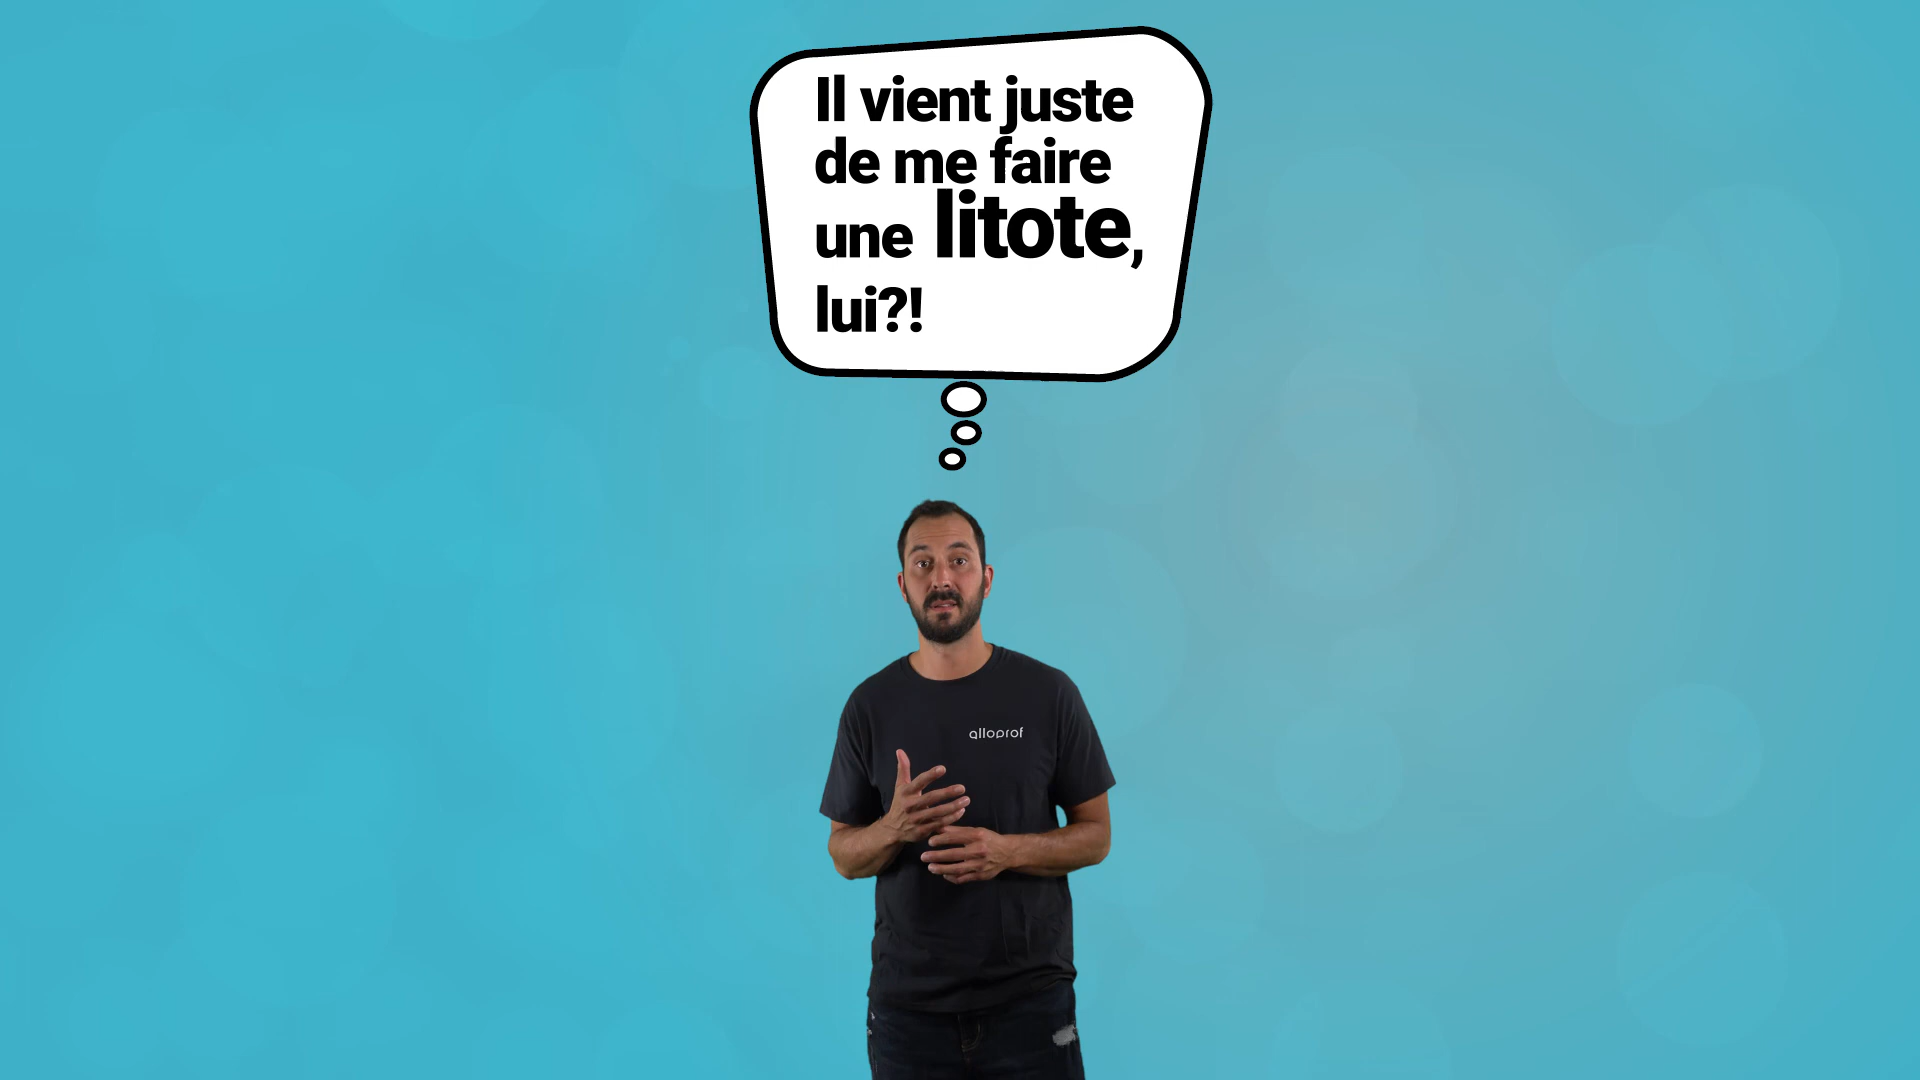 Il vient juste
de me faire
une litote,
lui?!
alloprof